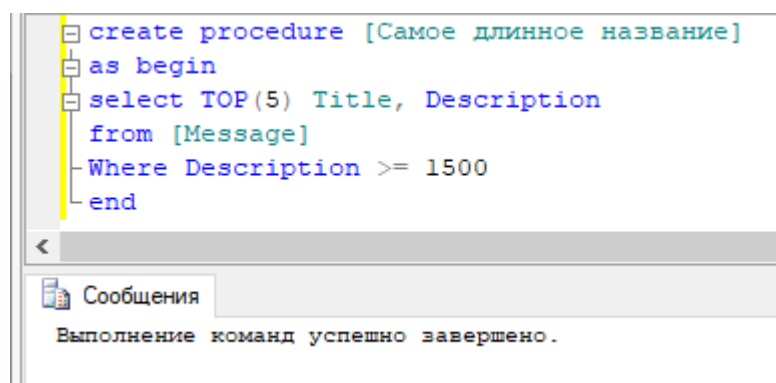 create procedure [Самое длинное название]
as begin
select TOP(5) Title, Description
from [Message]
Where Description >= 1500
end
Сообщения
Выполнение команд успешно завершено.